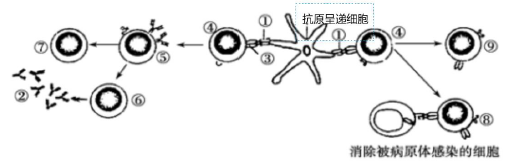 抗原呈递细胞
④ ① ① ④
⑦ ⑤ ③ ⑨
② ⑥ ⑧
消除被病原体感染的细胞